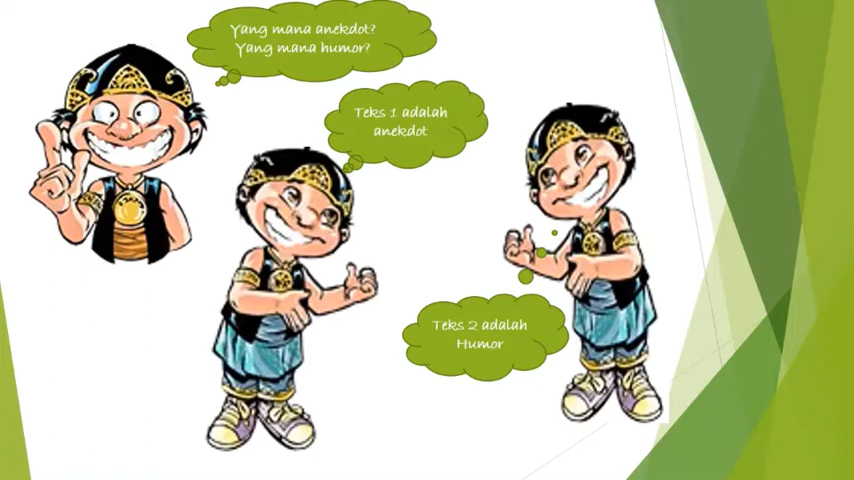 Yang mana anekdot?
Yang mana humor?
Teks 1 adalah
anekdot
Teks 2 adalah
Humor